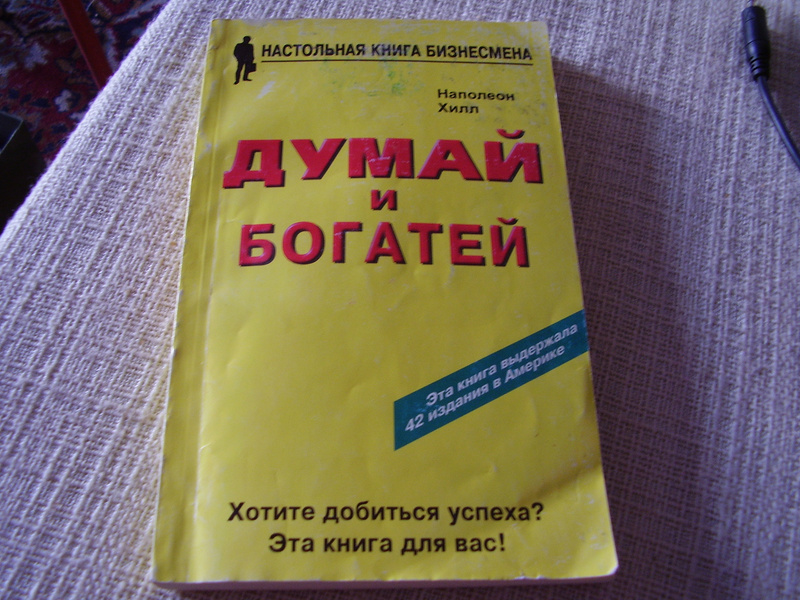 НАСТОЛЬНАЯ КНИГА БИЗНЕСМЕНА
Наполеон
Хилл
ДУМАЙ
и
БОГАТЕЙ
Эта книга выдержала
42 издания в Америке
Хотите добиться успеха?
Эта книга для вас!